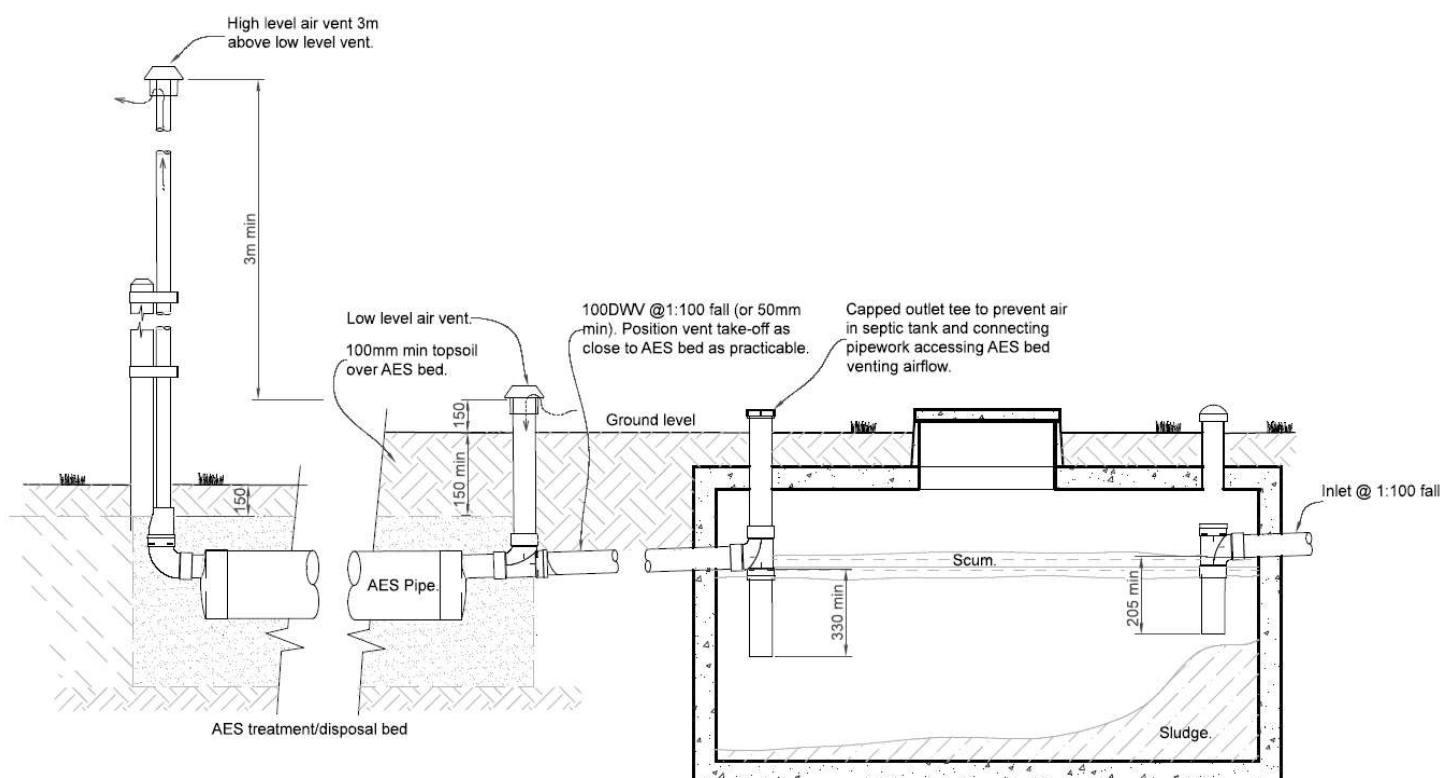 High level air vent 3m
above low level vent.
3m min
Low level air vent.
100mm min topsoil
over AES bed.
100DWV @1:100 fall (or 50mm
min). Position vent take-off as
close to AES bed as practicable.
Capped outlet tee to prevent air
in septic tank and connecting
pipework accessing AES bed
venting airflow.
150
Ground level
150 min
150
Inlet @ 1:100 fall
AES Pipe.
Scum.
330 min
205 min
Sludge.
AES treatment/disposal bed